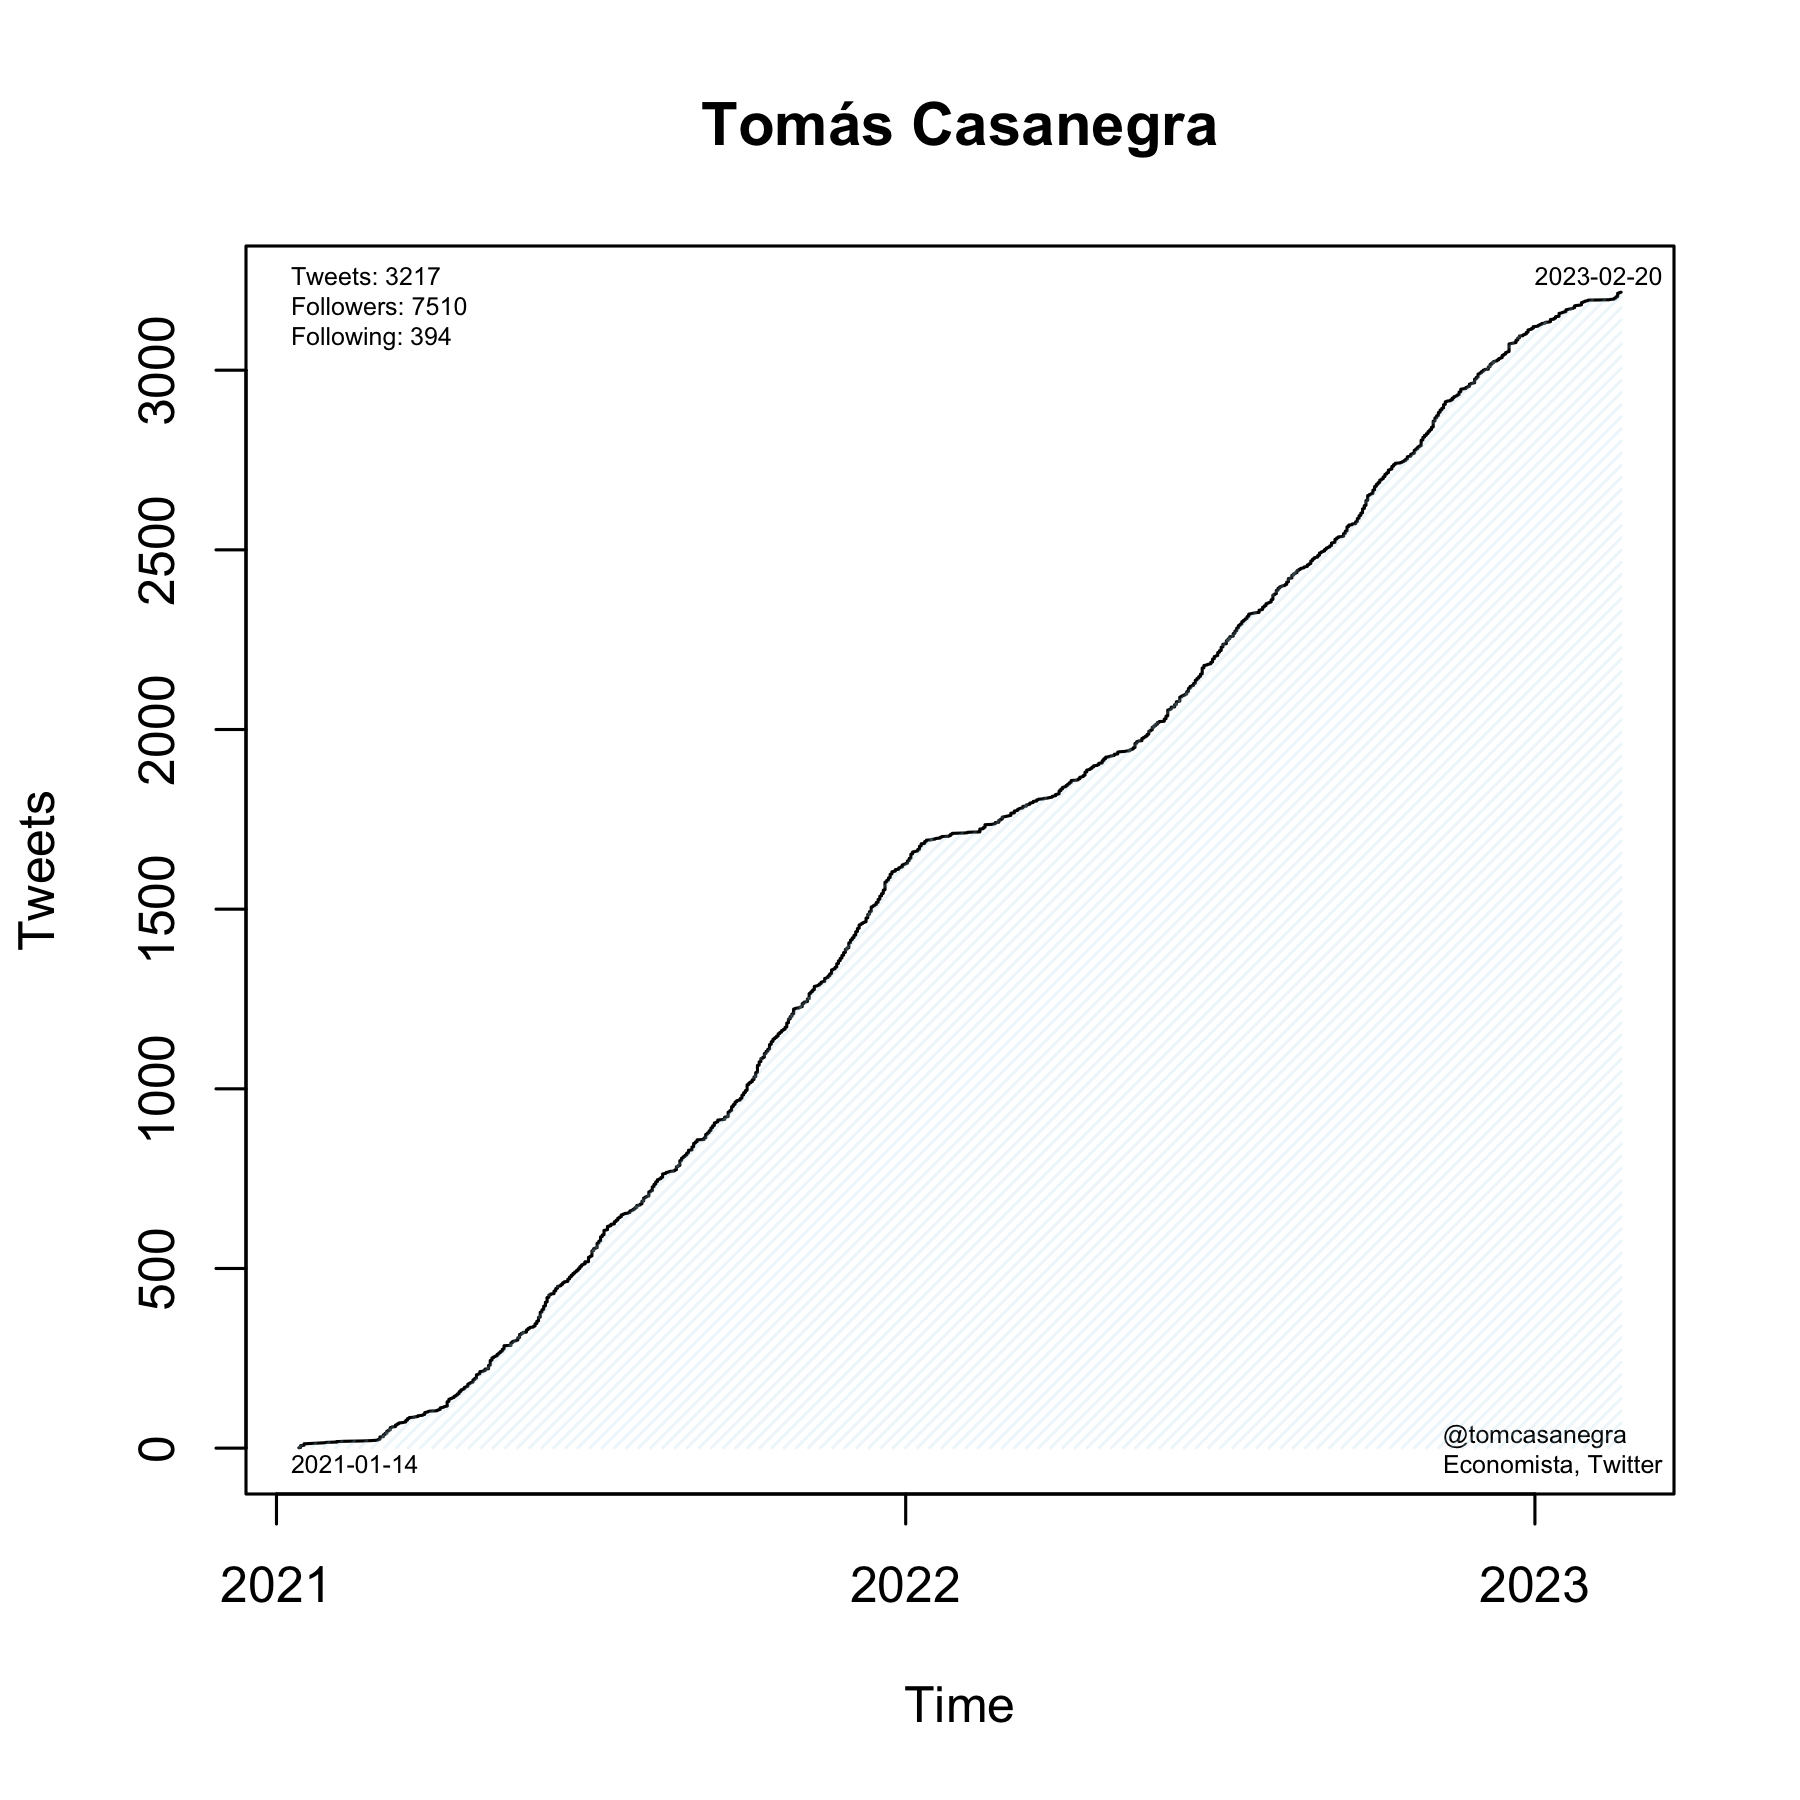 Tomás Casanegra
Tweets: 3217
Followers: 7510
Following: 394
2023-02-20
3000
2500
2000
1500
1000
500
0
Tweets
2021-01-14
@tomcasanegra
Economista, Twitter
2021
2022
2023
Time